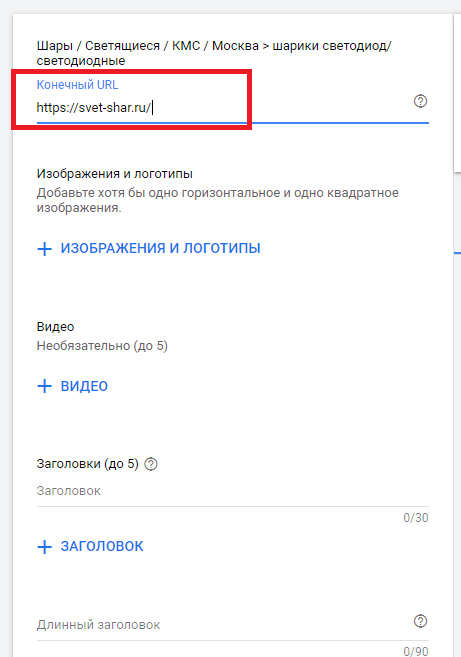 Шары / Светящиеся / КМС / Москва > шарики светодиод/
светодиодные
Конечный URL
https://svet-shar.ru/
Изображения и логотипы
Добавьте хотя бы одно горизонтальное и одно квадратное
изображения.
+ ИЗОБРАЖЕНИЯ И ЛОГОТИПЫ
Видео
Необязательно (до 5)
+ ВИДЕО
Заголовки (до 5)
Заголовок
0/30
+ ЗАГОЛОВОК
Длинный заголовок
0/90